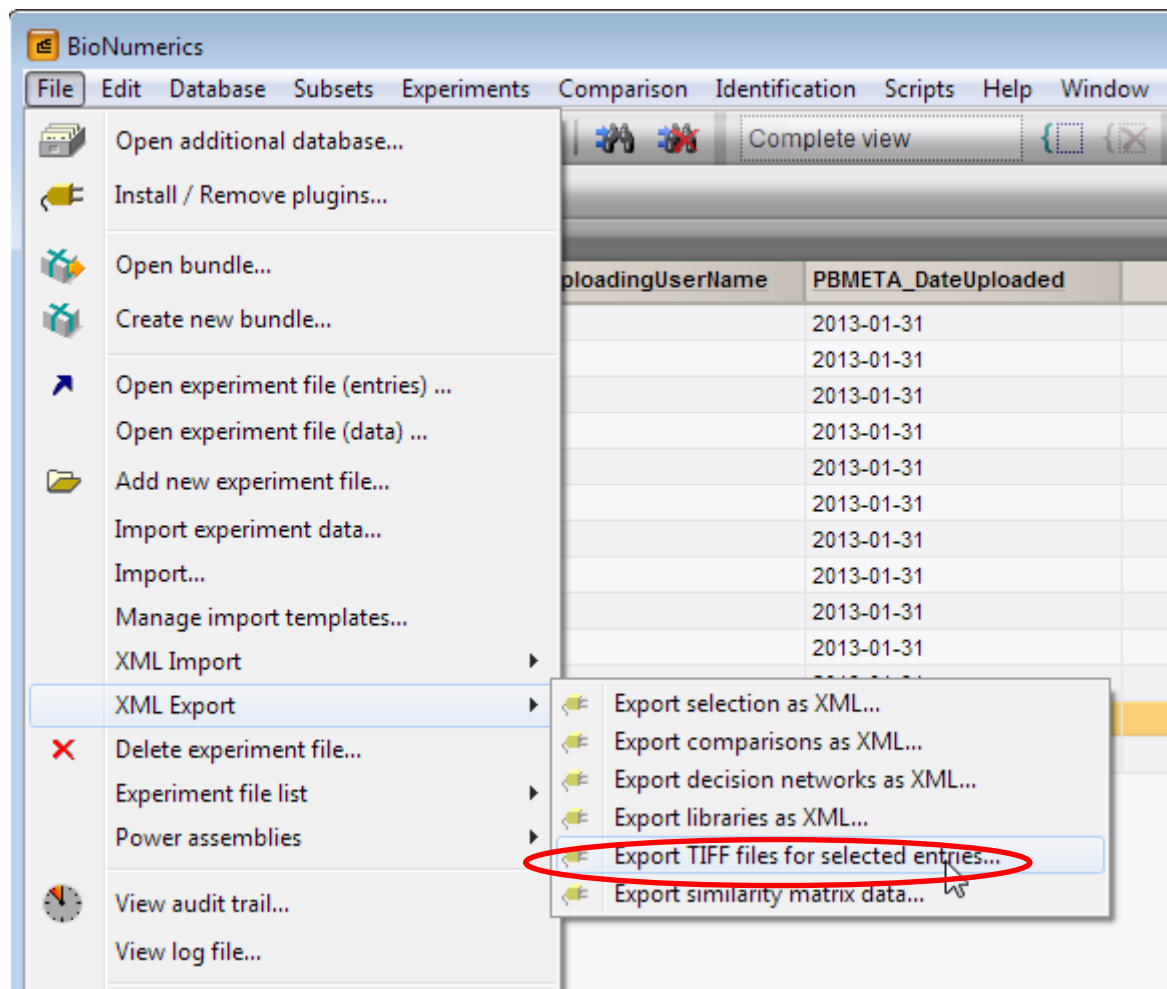 BioNumerics
File Edit Database Subsets Experiments Comparison Identification Scripts Help Window
Open additional database...
Complete view
Install / Remove plugins...
Open bundle...
ploadingUserName PBMETA_DateUploaded
Create new bundle...
2013-01-31
2013-01-31
Open experiment file (entries) ...
2013-01-31
Open experiment file (data) ...
2013-01-31
2013-01-31
Add new experiment file...
2013-01-31
Import experiment data...
2013-01-31
Import...
2013-01-31
Manage import templates...
2013-01-31
XML Import
2013-01-31
XML Export
Export selection as XML...
Delete experiment file...
Export comparisons as XML...
Export decision networks as XML...
Experiment file list
Export libraries as XML...
Power assemblies
Export TIFF files for selected entries...
Export similarity matrix data...
View audit trail...
View log file...